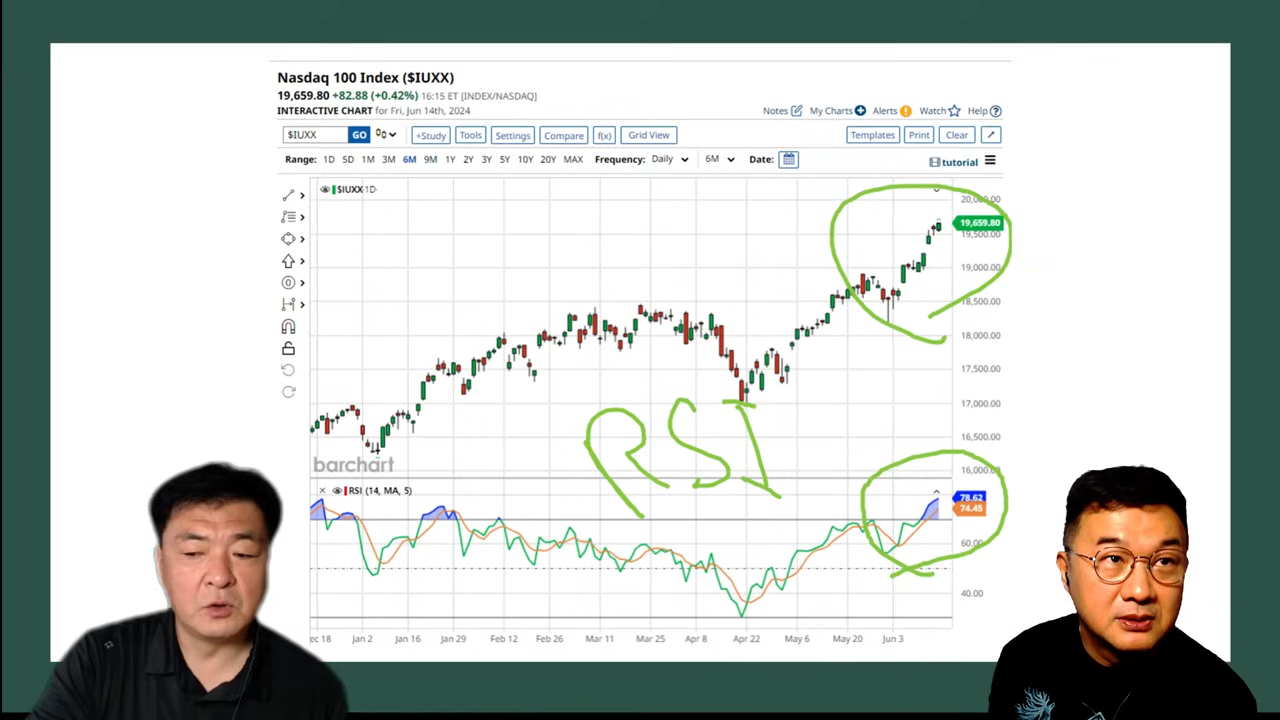 Nasdaq 100 Index ($IUXX)
19,659.80 +82.88 (+0.42%) 16:15 ET [INDEX/NASDAQ]
INTERACTIVE CHART for Fri, Jun 14th, 2024
Notes My Charts Alerts Watch Help
$IUXX GO +Study Tools Settings Compare f(x) Grid View Templates Print Clear
Range: 1D 5D 1M 3M 6M 9M 1Y 2Y 3Y 5Y 10Y 20Y MAX Frequency: Daily 6M Date:
tutorial
$IUXX 1D
20,000.00
19,659.80
19,500.00
19,000.00
18,500.00
18,000.00
17,500.00
17,000.00
16,500.00
16,000.00
RSI
barchart
RSI (14, MA, 5)
78.62
74.45
60.00
40.00
ec 18 Jan 2 Jan 16 Jan 29 Feb 12 Feb 26 Mar 11 Mar 25 Apr 8 Apr 22 May 6 May 20 Jun 3